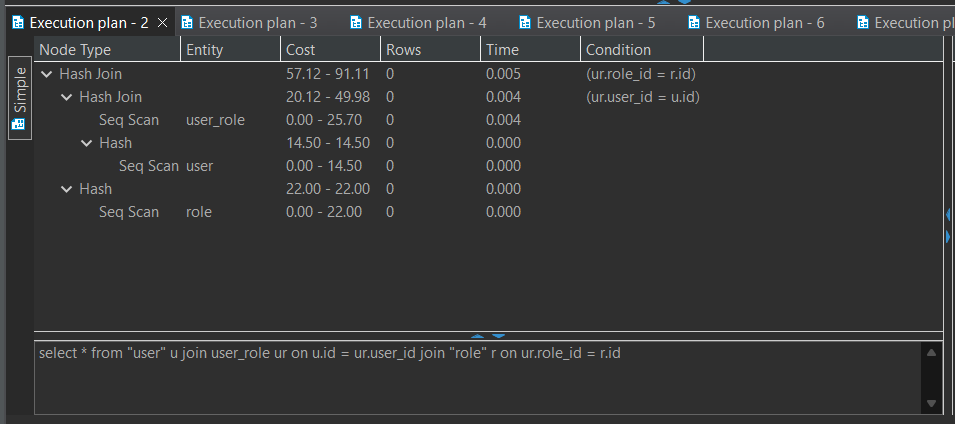 Execution plan - 2 Execution plan - 3 Execution plan - 4 Execution plan - 5 Execution plan - 6 Execution plan
Simple
Node Type Entity Cost Rows Time Condition
Hash Join 57.12 - 91.11 0 0.005 (ur.role_id = r.id)
Hash Join 20.12 - 49.98 0 0.004 (ur.user_id = u.id)
Seq Scan user_role 0.00 - 25.70 0 0.004
Hash 14.50 - 14.50 0 0.000
Seq Scan user 0.00 - 14.50 0 0.000
Hash 22.00 - 22.00 0 0.000
Seq Scan role 0.00 - 22.00 0 0.000
select * from "user" u join user_role ur on u.id = ur.user_id join "role" r on ur.role_id = r.id